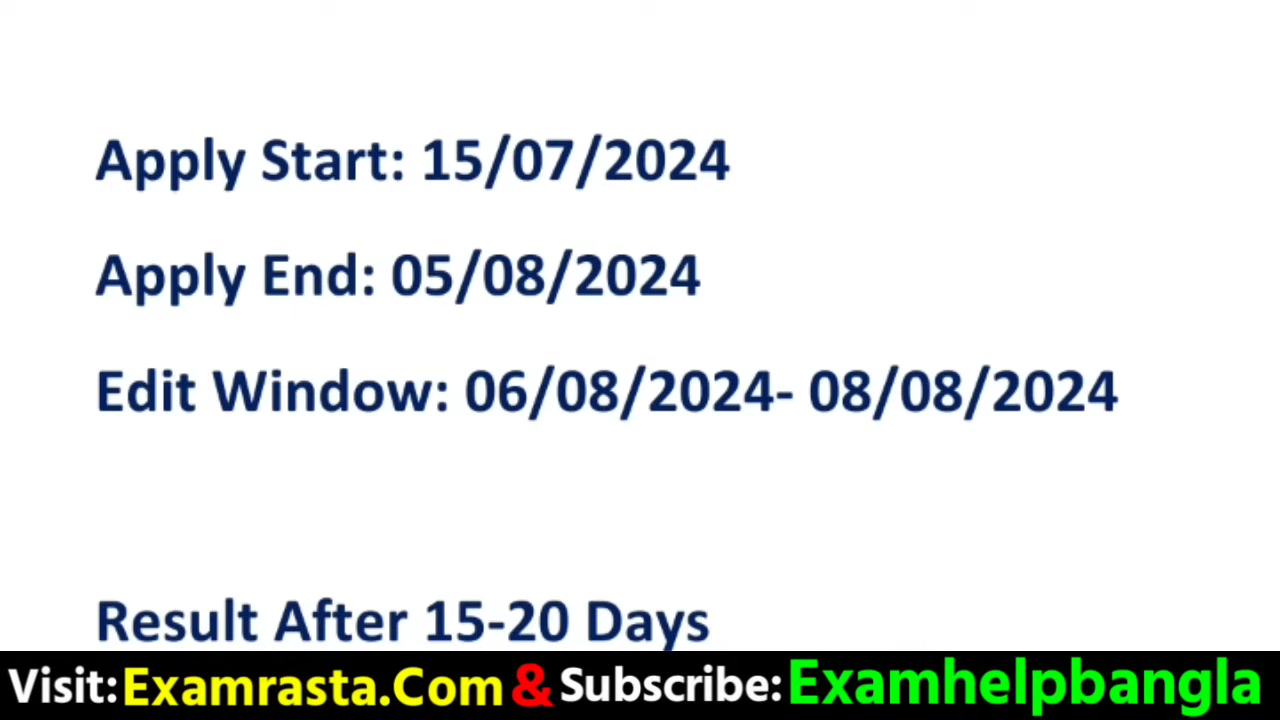 Apply Start: 15/07/2024
Apply End: 05/08/2024
Edit Window: 06/08/2024- 08/08/2024
Result After 15-20 Days
Visit:Examrasta.Com & Subscribe: Examhelpbangla